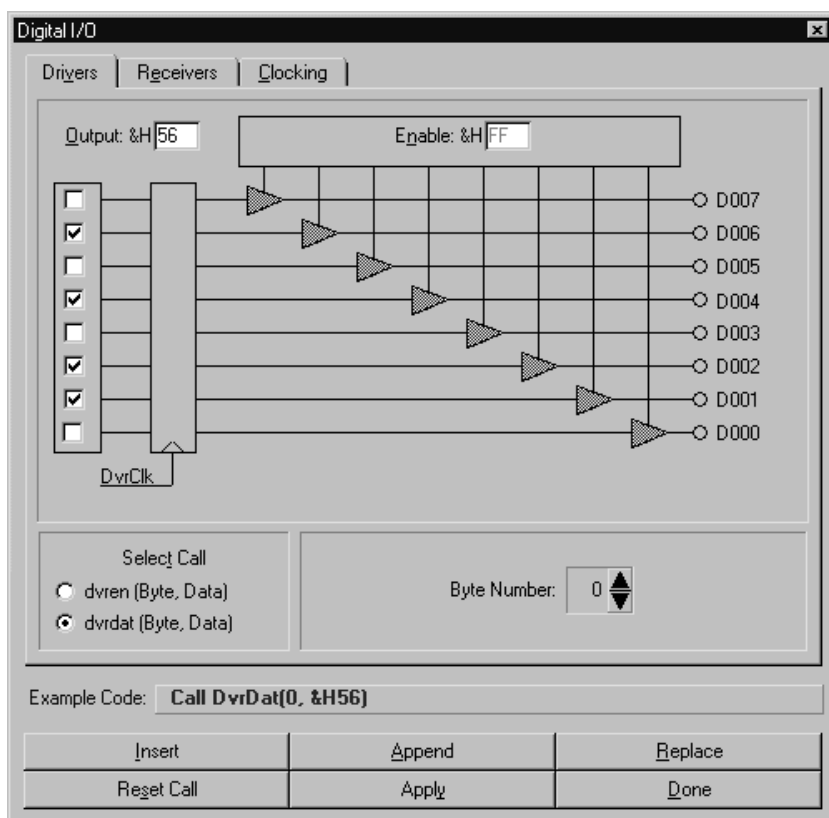 Digital I/O
Drivers Receivers Clocking
Output: &H 56 Enable: &H FF
D007
D006
D005
D004
D003
D002
D001
D000
DvrClk
Select Call
dvren (Byte, Data)
dvrdat (Byte, Data)
Byte Number: 0
Example Code: Call DvrDat(0, &H56)
Insert Append Replace
Reset Call Apply Done